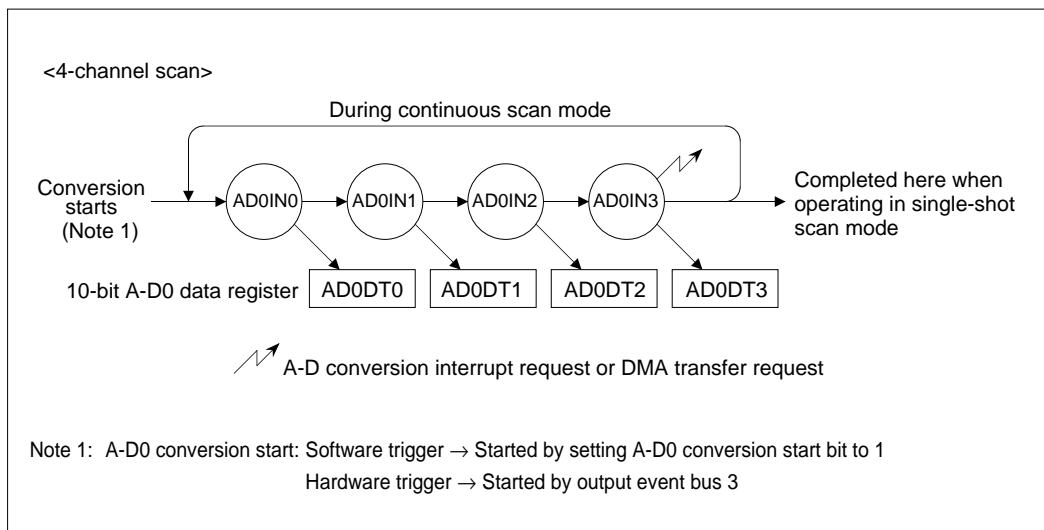 <4-channel scan>
During continuous scan mode
Conversion
starts
(Note 1)
AD0IN0
AD0IN1
AD0IN2
AD0IN3
Completed here when
operating in single-shot
scan mode
10-bit A-D0 data register
AD0DT0
AD0DT1
AD0DT2
AD0DT3
A-D conversion interrupt request or DMA transfer request
Note 1: A-D0 conversion start: Software trigger → Started by setting A-D0 conversion start bit to 1
Hardware trigger → Started by output event bus 3